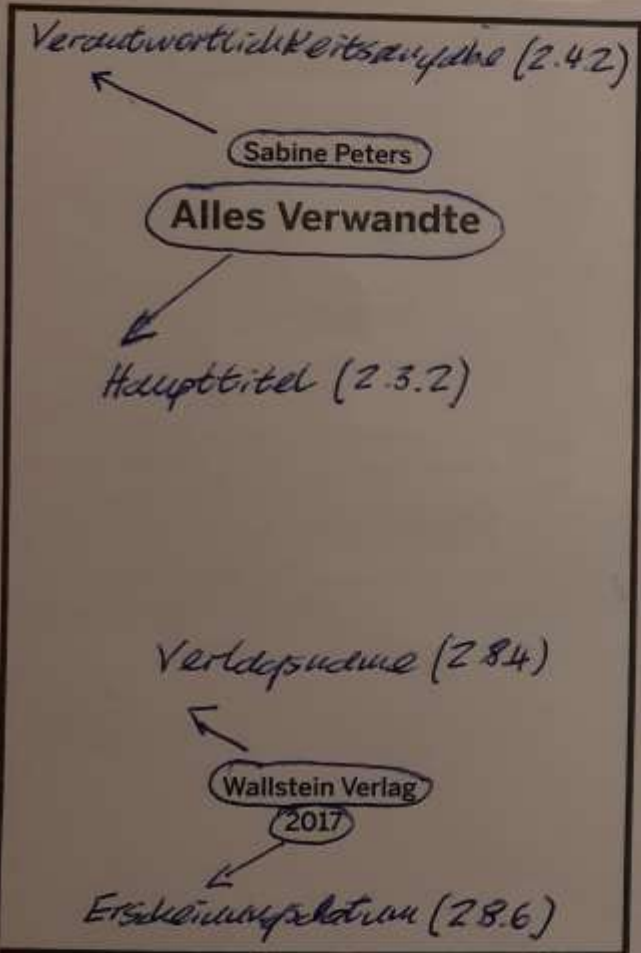 Verantwortlichkeitsangabe (2.4.2)
Sabine Peters
Alles Verwandte
Haupttitel (2.3.2)
Verlagsname (2.8.4)
Wallstein Verlag
2017
Erscheinungsdatum (2.8.6)